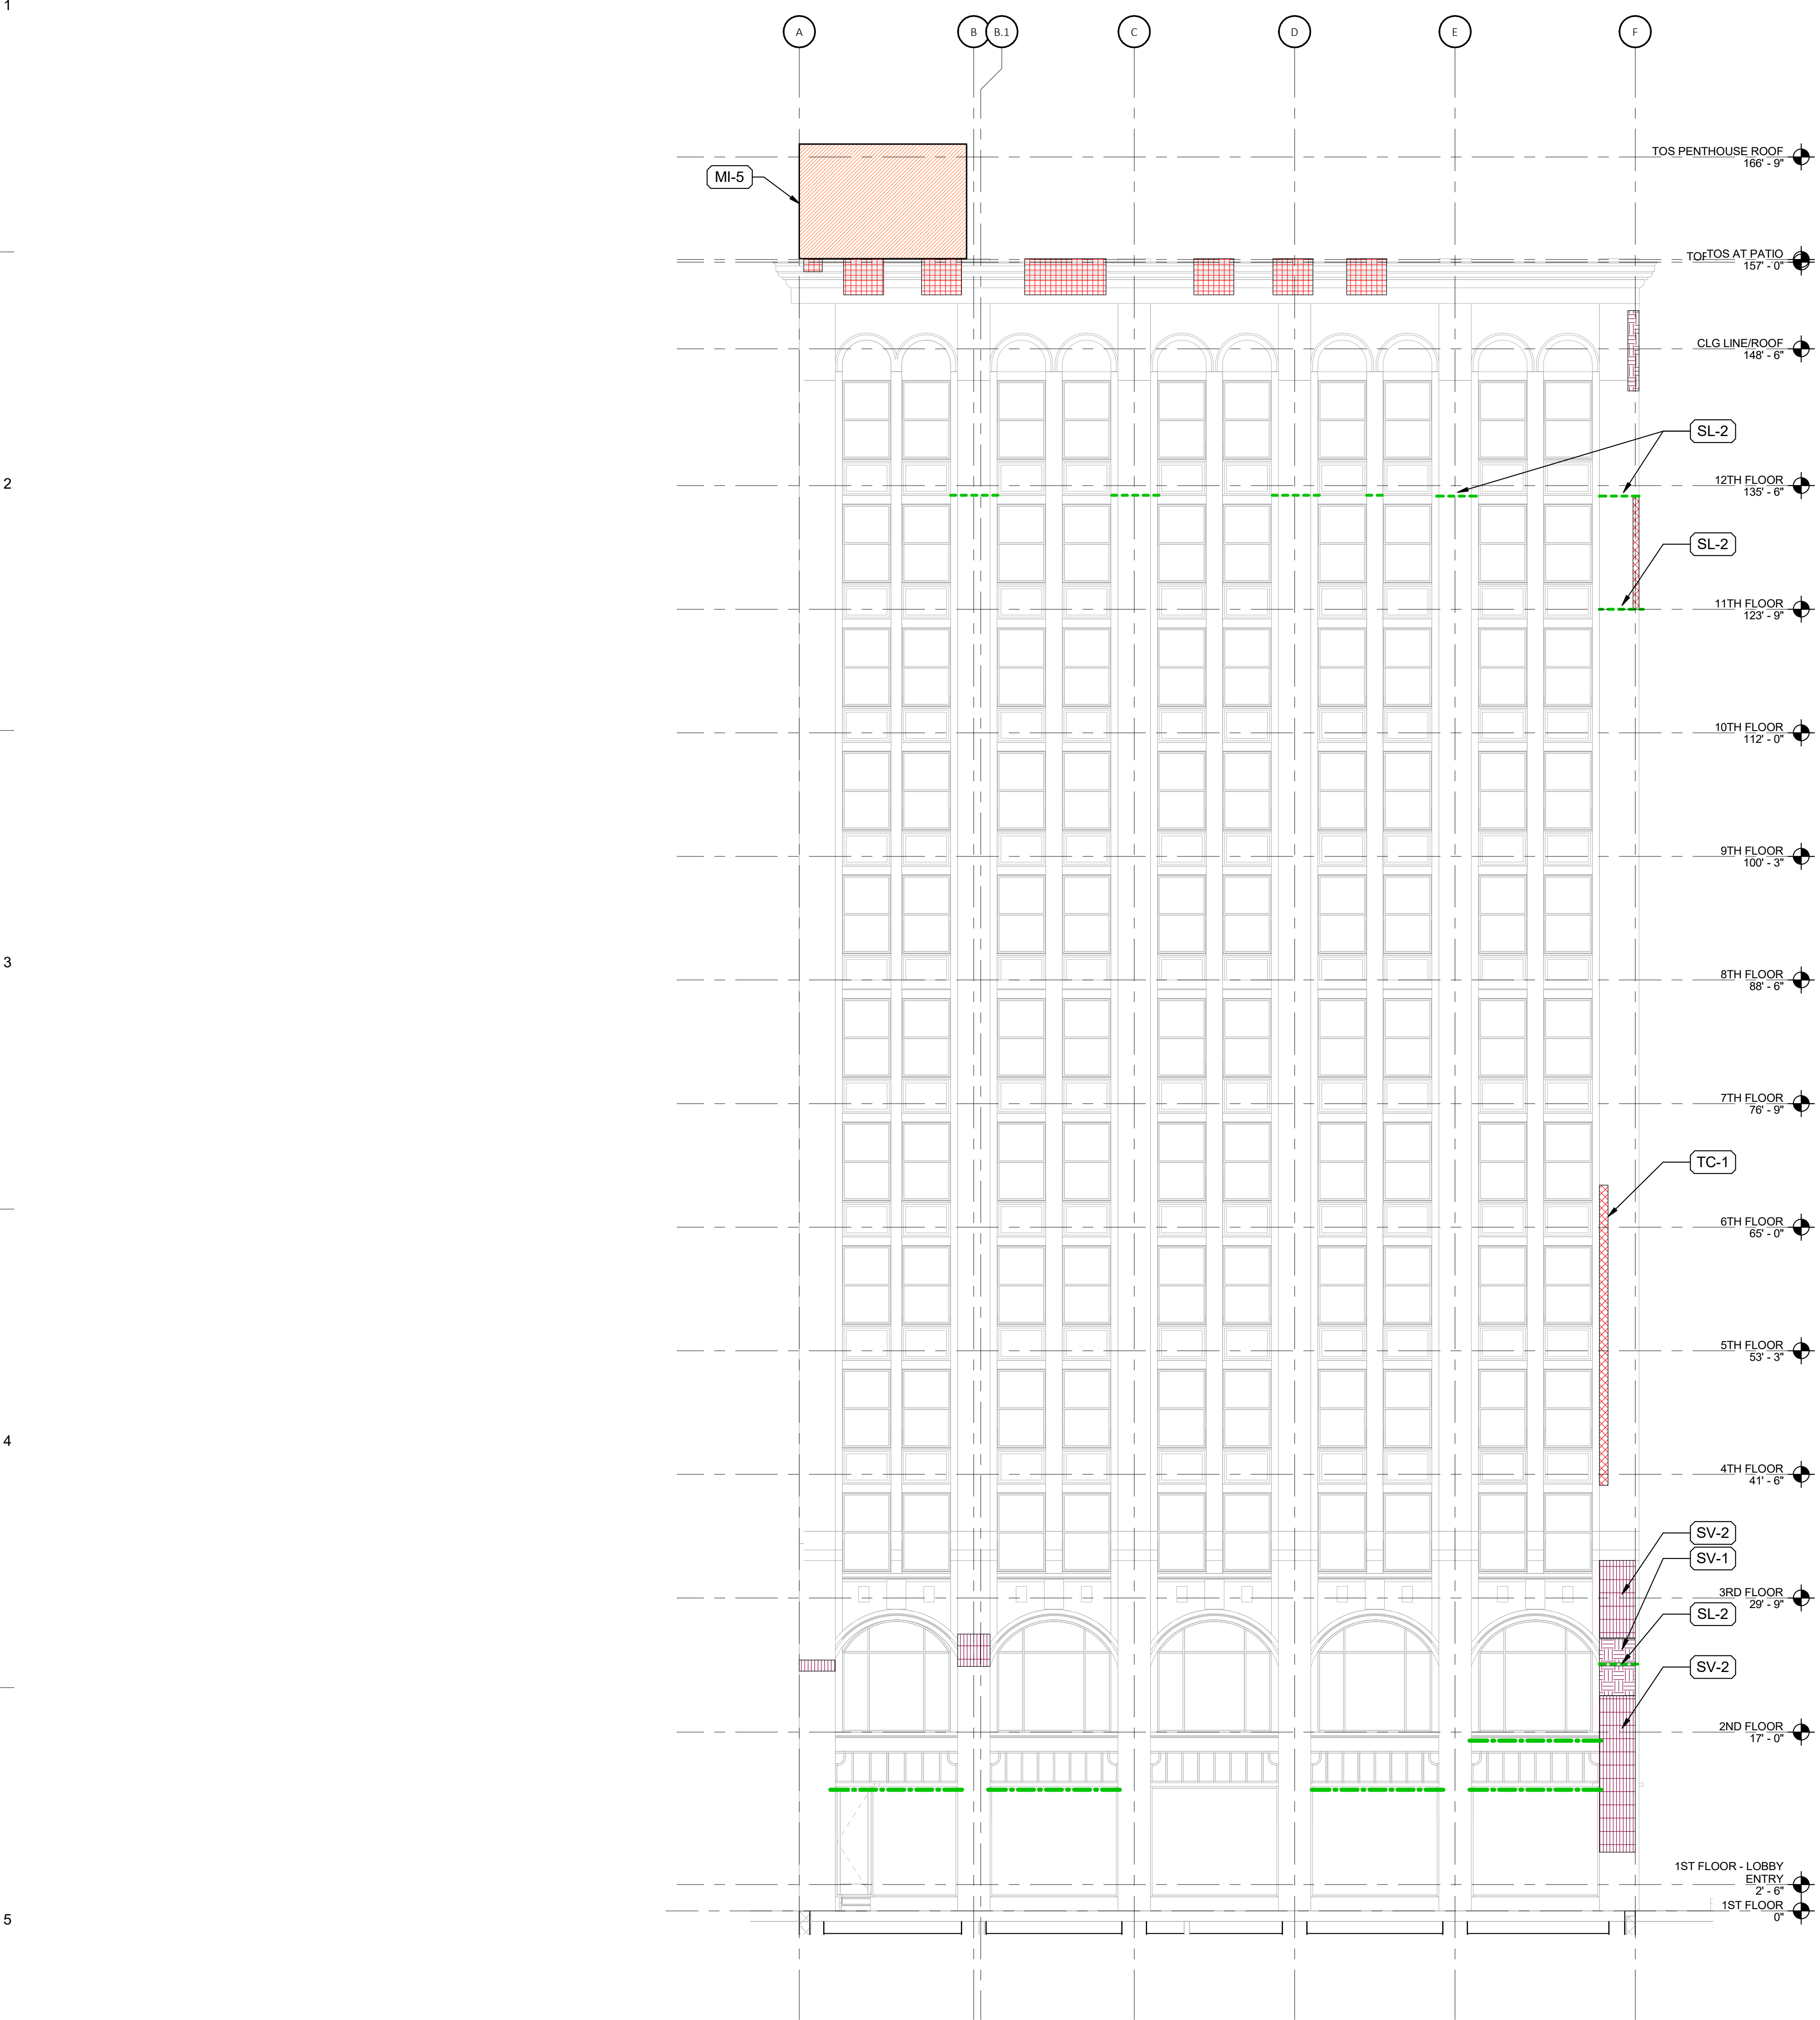 1
A
B
B.1
C
D
E
F
TOS PENTHOUSE ROOF
166' - 9"
MI-5
TOS AT PATIO
157' - 0"
CLG LINE/ROOF
148' - 6"
SL-2
2
12TH FLOOR
135' - 6"
SL-2
11TH FLOOR
123' - 9"
10TH FLOOR
112' - 0"
9TH FLOOR
100' - 3"
3
8TH FLOOR
88' - 6"
7TH FLOOR
76' - 9"
TC-1
6TH FLOOR
65' - 0"
5TH FLOOR
53' - 3"
4
4TH FLOOR
41' - 6"
SV-2
SV-1
3RD FLOOR
29' - 9"
SL-2
SV-2
2ND FLOOR
17' - 0"
1ST FLOOR - LOBBY
ENTRY
2' - 6"
1ST FLOOR
0"
5